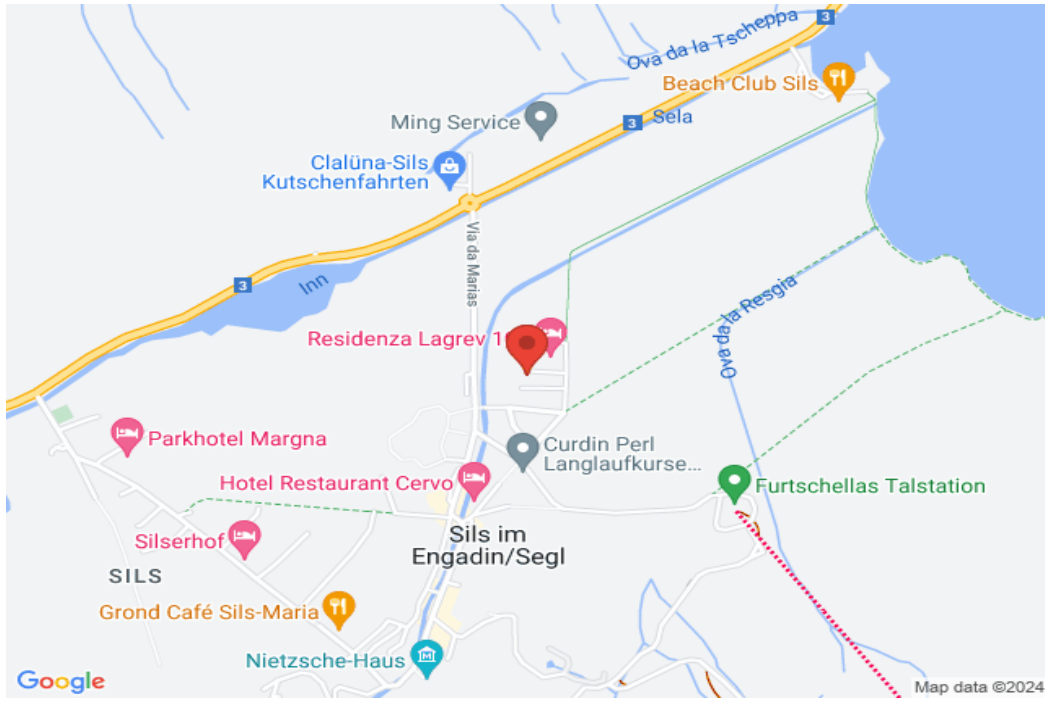 3
Ova da la Tscheppa
Beach Club Sils
Ming Service
3
Sela
Clalüna-Sils
Kutschenfahrten
Via da Marias
3
Inn
Ova da la Resgia
Residenza Lagrev
Parkhotel Margna
Curdin Perl
Langlaufkurse...
Hotel Restaurant Cervo
Furtschellas Talstation
Sils im
Engadin/Segl
Silserhof
SILS
Grond Café Sils-Maria
Nietzsche-Haus
Google
Map data ©2024